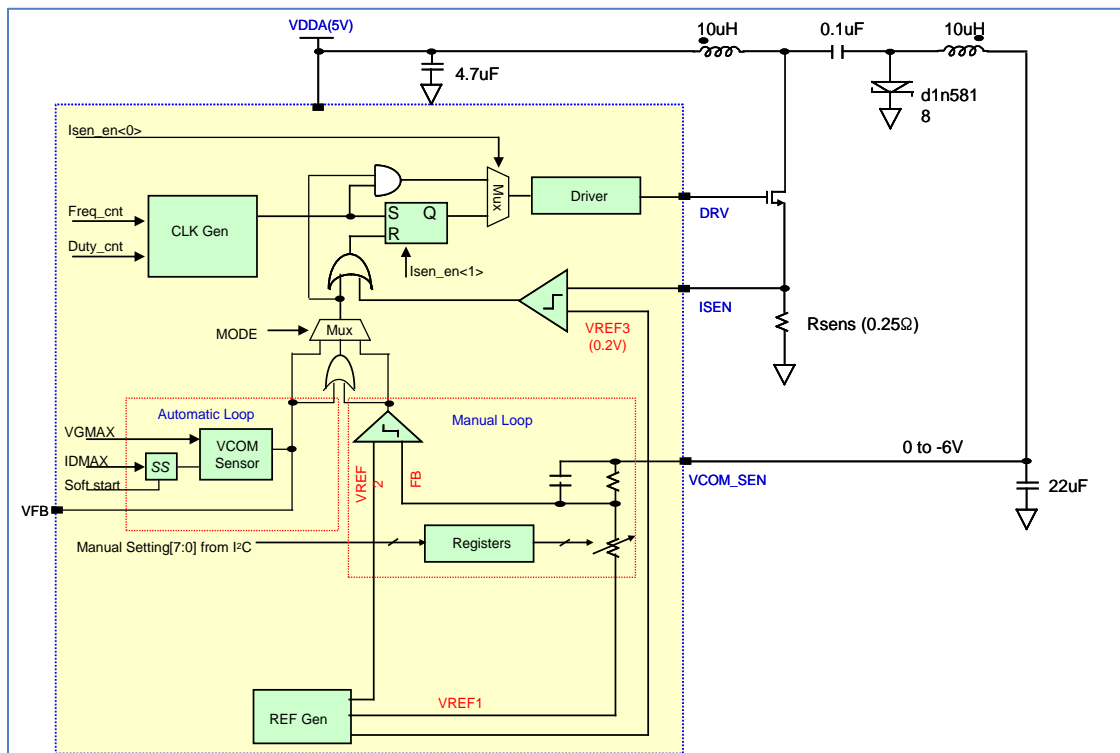 VDDA(5V)
10uH
0.1uF
10uH
4.7uF
d1n581
8
Isen_en<0>
Mux
Driver
DRV
Freq_cnt
Duty_cnt
CLK Gen
S Q
R
Isen_en<1>
ISEN
MODE
Mux
VREF3
(0.2V)
Rsens (0.25Ω)
Automatic Loop
Manual Loop
VGMAX
IDMAX
Soft start
SS
VCOM
Sensor
VREF
2
FB
0 to -6V
VCOM_SEN
22uF
VFB
Manual Setting[7:0] from I²C
Registers
VREF1
REF Gen